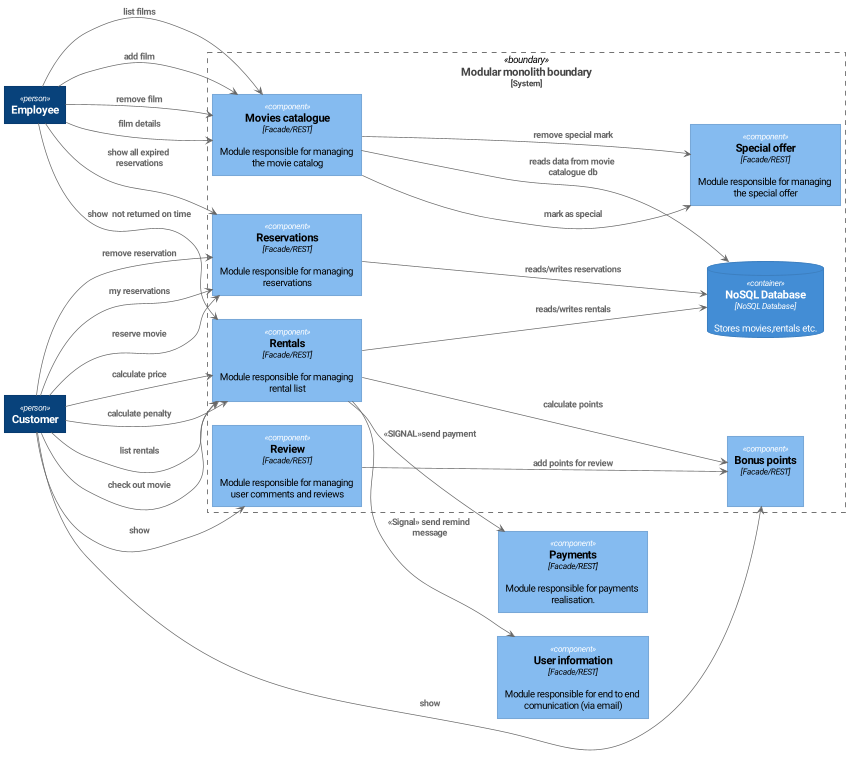 list films
«boundary»
Modular monolith boundary
[System]
add film
«person»
Employee
remove film
film details
show all expired
reservations
show  not returned on time
«component»
Movies catalogue
[Facade/REST]
Module responsible for managing
the movie catalog
remove special mark
reads data from movie
catalogue db
mark as special
«component»
Special offer
[Facade/REST]
Module responsible for managing
the special offer
«component»
Reservations
[Facade/REST]
Module responsible for managing
reservations
remove reservation
my reservations
reserve movie
reads/writes reservations
reads/writes rentals
«container»
NoSQL Database
[NoSQL Database]
Stores movies,rentals etc.
«component»
Rentals
[Facade/REST]
Module responsible for managing
rental list
calculate price
calculate penalty
«person»
Customer
list rentals
check out movie
show
calculate points
«SIGNAL»send payment
«component»
Review
[Facade/REST]
Module responsible for managing
user comments and reviews
add points for review
«component»
Bonus points
[Facade/REST]
«Signal» send remind
message
«component»
Payments
[Facade/REST]
Module responsible for payments
realisation.
«component»
User information
[Facade/REST]
Module responsible for end to end
comunication (via email)
show